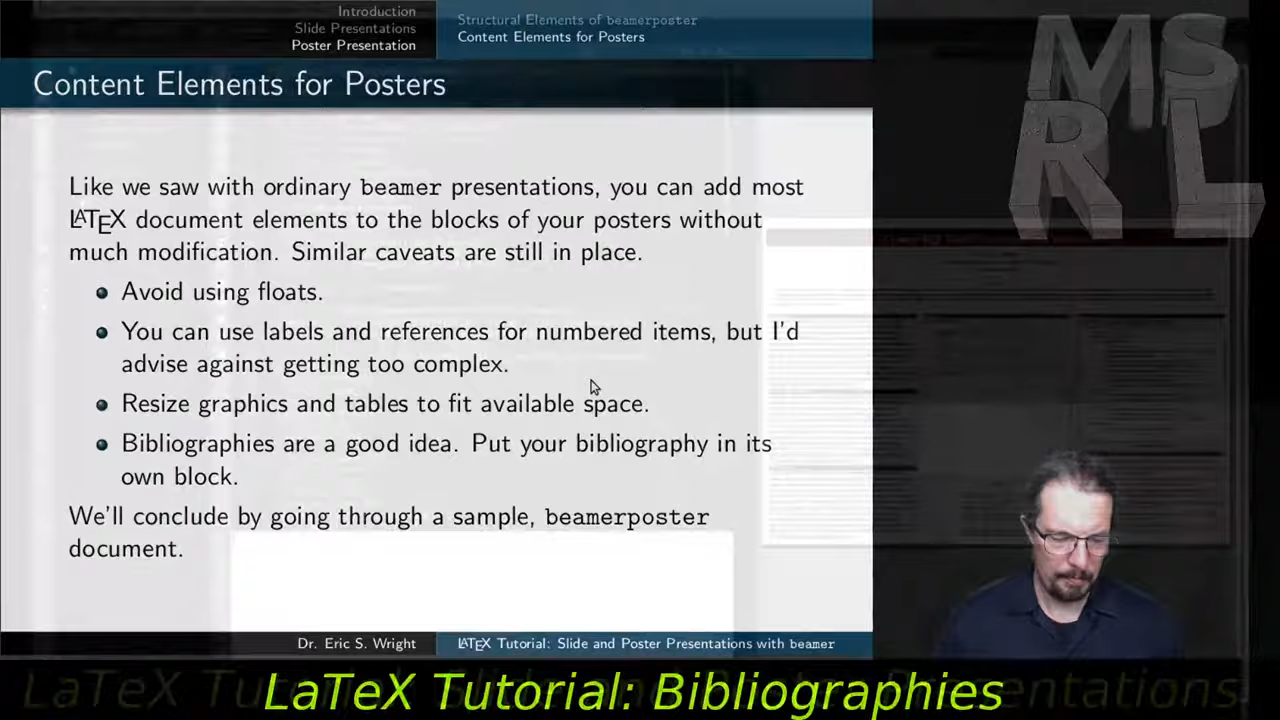 Introduction
Slide Presentations
Poster Presentation
Structural Elements of beamerposter
Content Elements for Posters
Content Elements for Posters
Like we saw with ordinary beamer presentations, you can add most
LATEX document elements to the blocks of your posters without
much modification. Similar caveats are still in place.
Avoid using floats.
You can use labels and references for numbered items, but I'd
advise against getting too complex.
Resize graphics and tables to fit available space.
Bibliographies are a good idea. Put your bibliography in its
own block.
We'll conclude by going through a sample, beamerposter
document.
Dr. Eric S. Wright
LATEX Tutorial: Slide and Poster Presentations with beamer
MS
RL
LaTeX Tutorial: Bibliographies